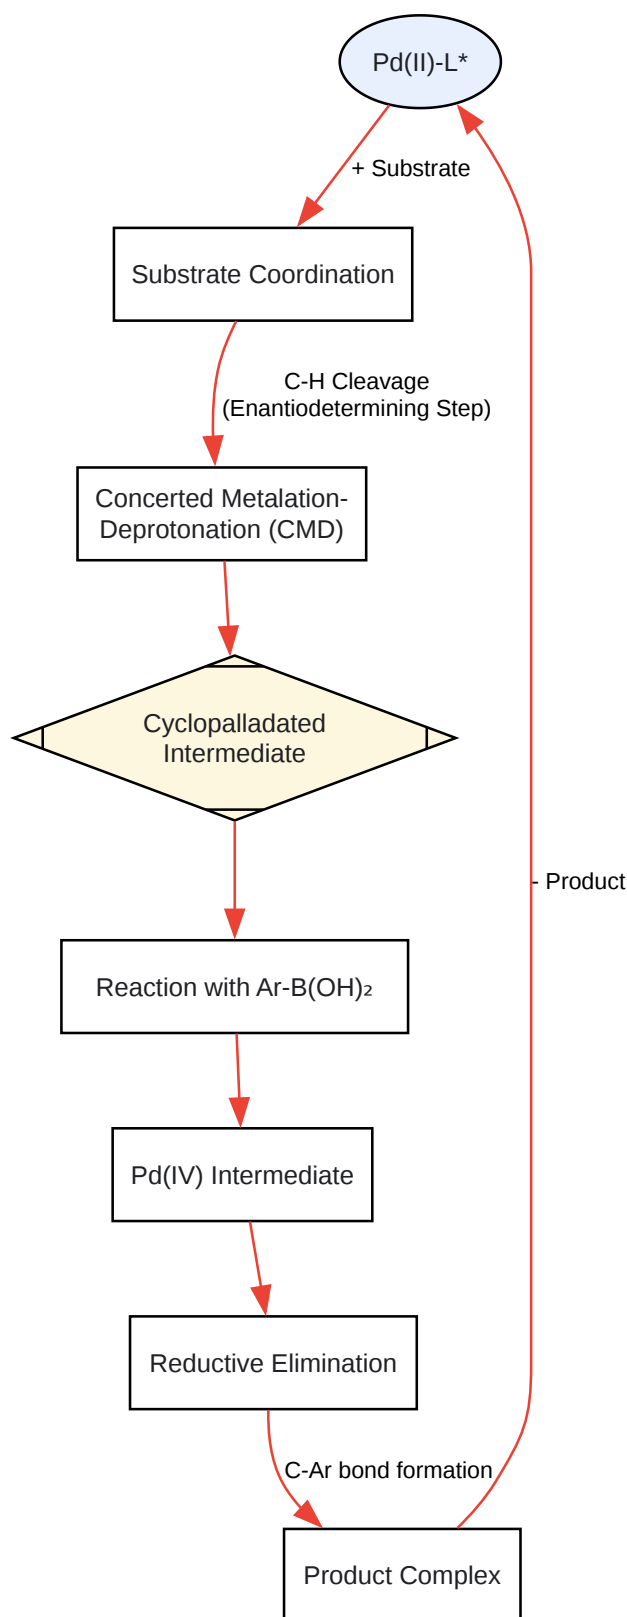 Pd(II)-L*
+ Substrate
Substrate Coordination
C-H Cleavage
(Enantiodetermining Step)
Concerted Metalation-
Deprotonation (CMD)
Cyclopalladated
Intermediate
- Product
Reaction with Ar-B(OH)₂
Pd(IV) Intermediate
Reductive Elimination
C-Ar bond formation
Product Complex